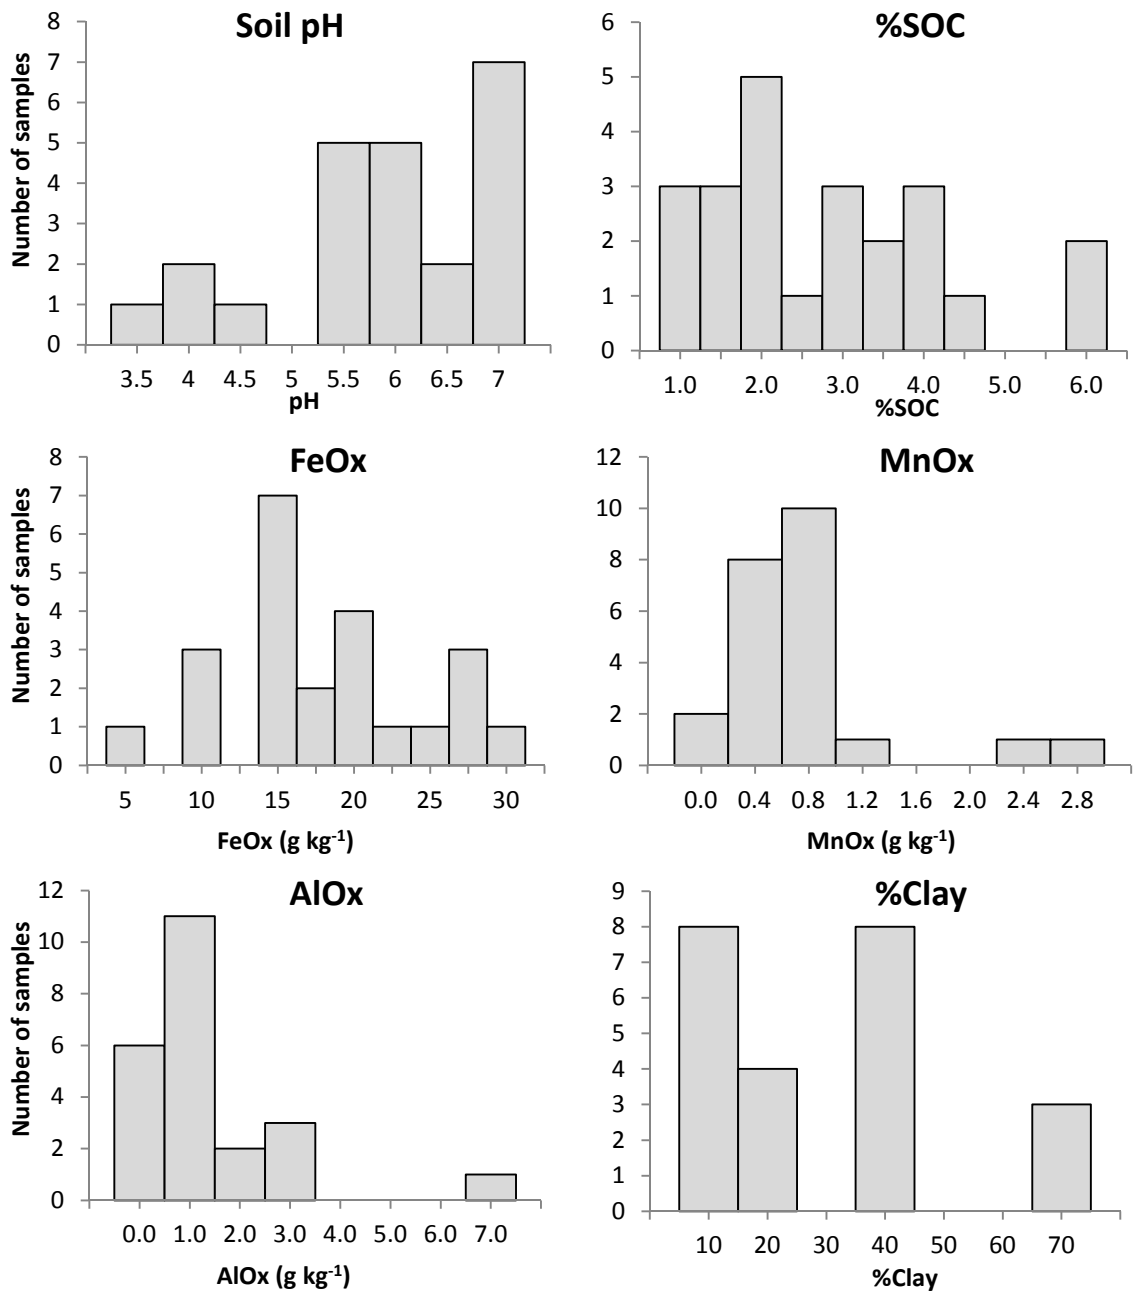 Soil pH
Number of samples
8
7
6
5
4
3
2
1
0
3.5 4 4.5 5 5.5 6 6.5 7
pH
%SOC
6
5
4
3
2
1
0
1.0 2.0 3.0 4.0 5.0 6.0
%SOC
FeOx
Number of samples
8
7
6
5
4
3
2
1
0
5 10 15 20 25 30
FeOx (g kg⁻¹)
MnOx
12
10
8
6
4
2
0
0.0 0.4 0.8 1.2 1.6 2.0 2.4 2.8
MnOx (g kg⁻¹)
AlOx
Number of samples
12
10
8
6
4
2
0
0.0 1.0 2.0 3.0 4.0 5.0 6.0 7.0
AlOx (g kg⁻¹)
%Clay
9
8
7
6
5
4
3
2
1
0
10 20 30 40 50 60 70
%Clay